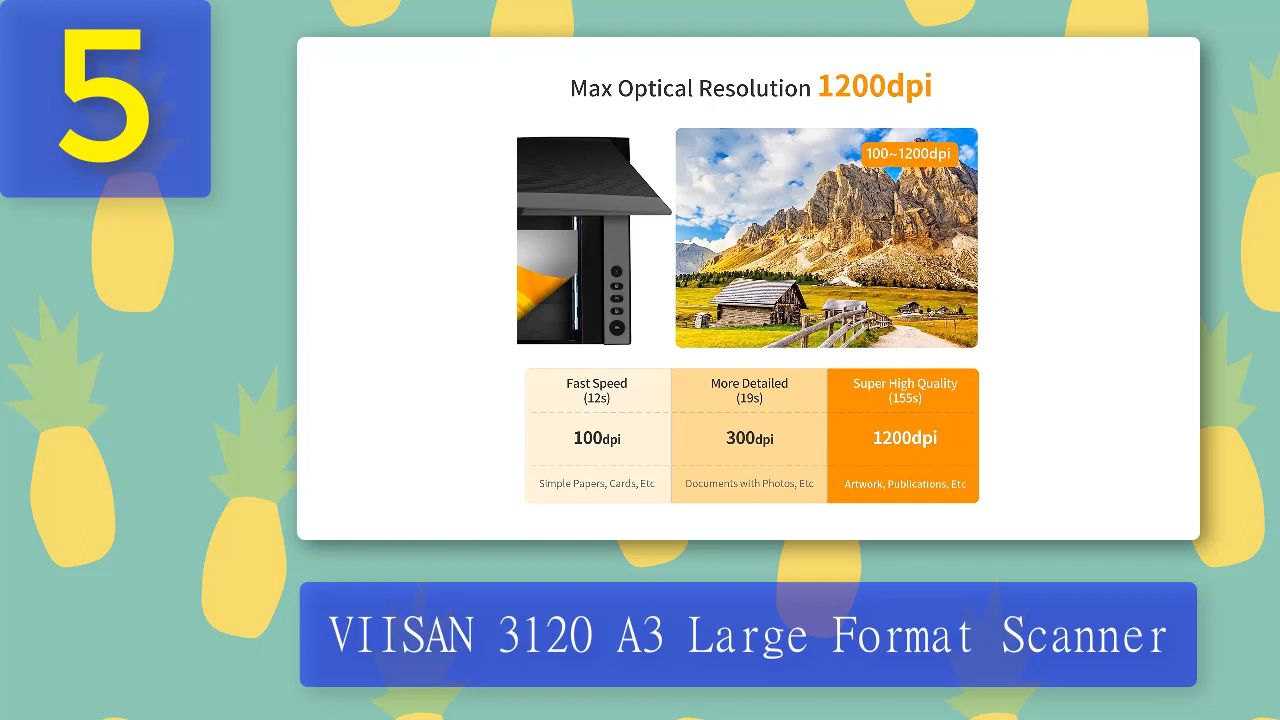 5
Max Optical Resolution 1200dpi
100~1200dpi
Fast Speed
(12s)
100dpi
Simple Papers, Cards, Etc
More Detailed
(19s)
300dpi
Documents with Photos, Etc
Super High Quality
(155s)
1200dpi
Artwork, Publications, Etc
VIISAN 3120 A3 Large Format Scanner